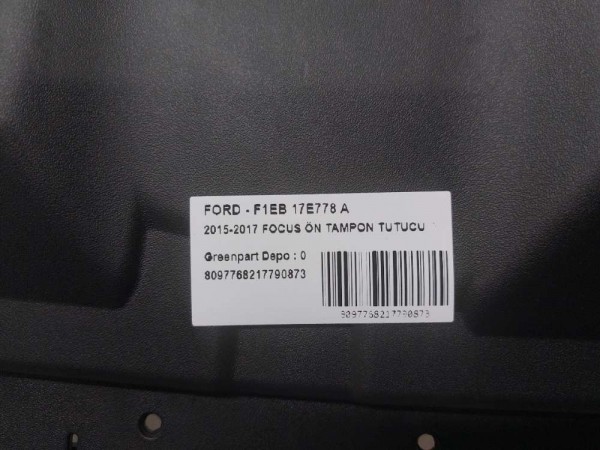 FORD - F1EB 17E778 A
2015-2017 FOCUS ÖN TAMPON TUTUCU
Greenpart Depo : 0
8097768217790873
8097768217790873